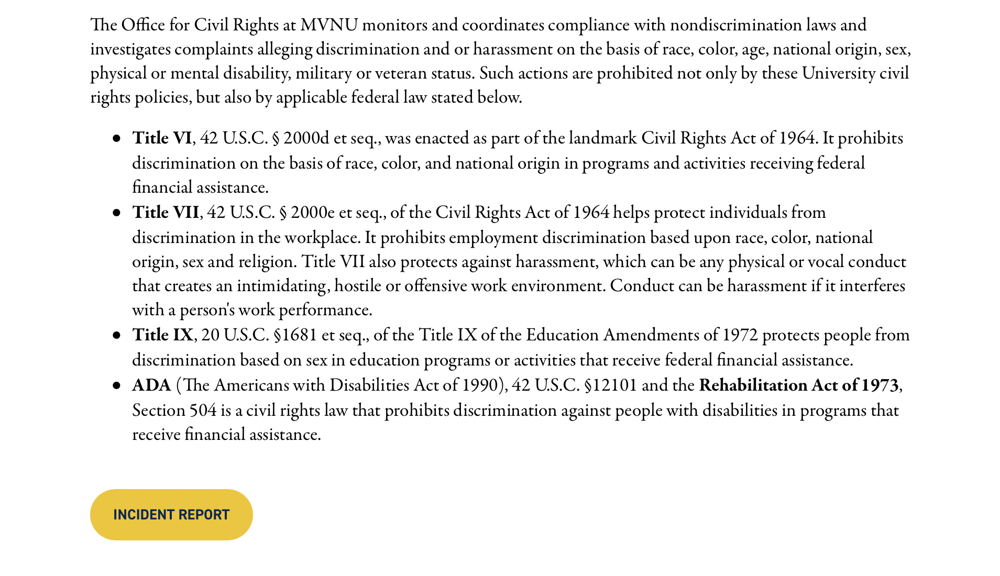 The Office for Civil Rights at MVNU monitors and coordinates compliance with nondiscrimination laws and
investigates complaints alleging discrimination and or harassment on the basis of race, color, age, national origin, sex,
physical or mental disability, military or veteran status. Such actions are prohibited not only by these University civil
rights policies, but also by applicable federal law stated below.
• Title VI, 42 U.S.C. § 2000d et seq., was enacted as part of the landmark Civil Rights Act of 1964. It prohibits
discrimination on the basis of race, color, and national origin in programs and activities receiving federal
financial assistance.
• Title VII, 42 U.S.C. § 2000e et seq., of the Civil Rights Act of 1964 helps protect individuals from
discrimination in the workplace. It prohibits employment discrimination based upon race, color, national
origin, sex and religion. Title VII also protects against harassment, which can be any physical or vocal conduct
that creates an intimidating, hostile or offensive work environment. Conduct can be harassment if it interferes
with a person's work performance.
• Title IX, 20 U.S.C. §1681 et seq., of the Title IX of the Education Amendments of 1972 protects people from
discrimination based on sex in education programs or activities that receive federal financial assistance.
• ADA (The Americans with Disabilities Act of 1990), 42 U.S.C. §12101 and the Rehabilitation Act of 1973,
Section 504 is a civil rights law that prohibits discrimination against people with disabilities in programs that
receive financial assistance.
INCIDENT REPORT